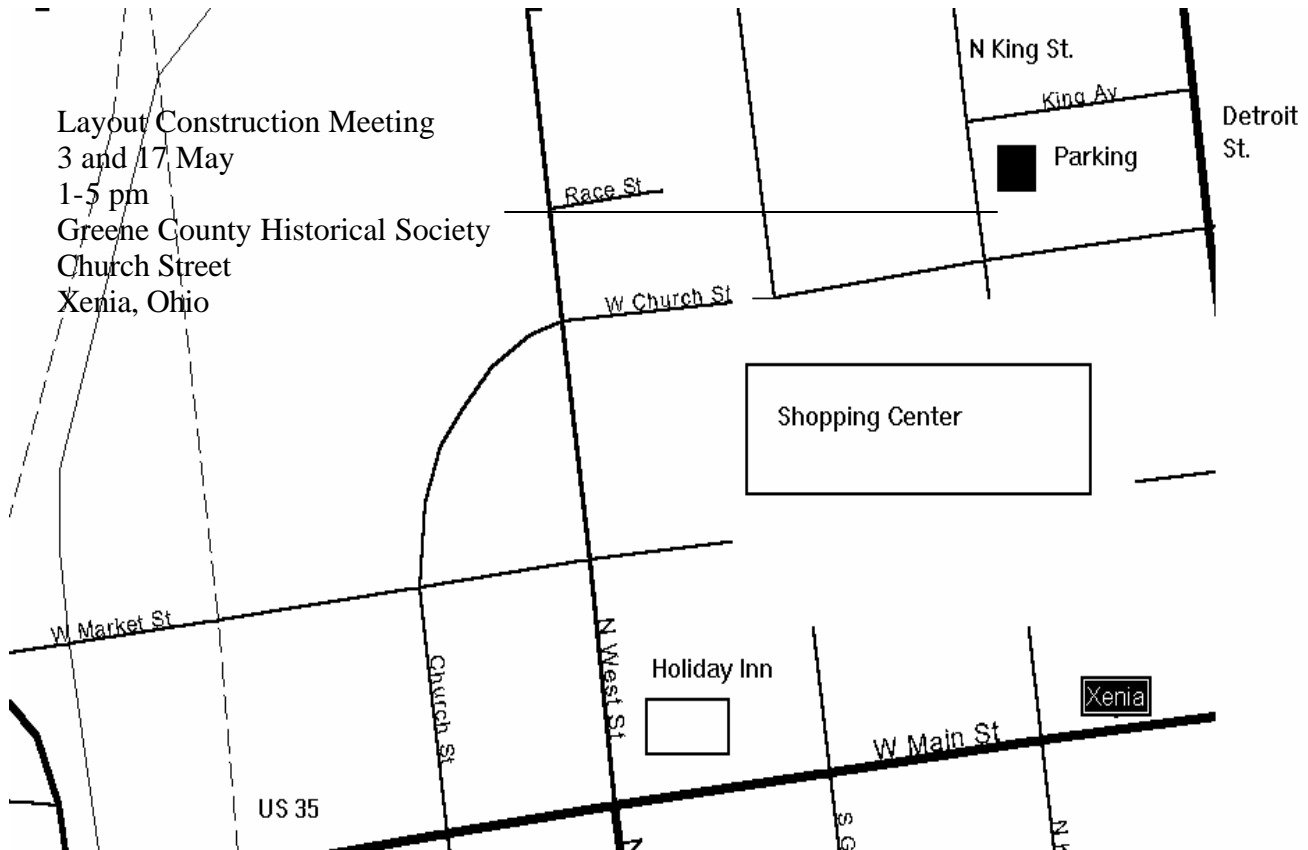 Layout Construction Meeting
3 and 17 May
1-5 pm
Greene County Historical Society
Church Street
Xenia, Ohio
N King St.
King Av
Detroit
St.
Parking
Race St
W Church St
Shopping Center
W Market St
Church St
N West St
Holiday Inn
Xenia
W Main St
US 35
S G
N